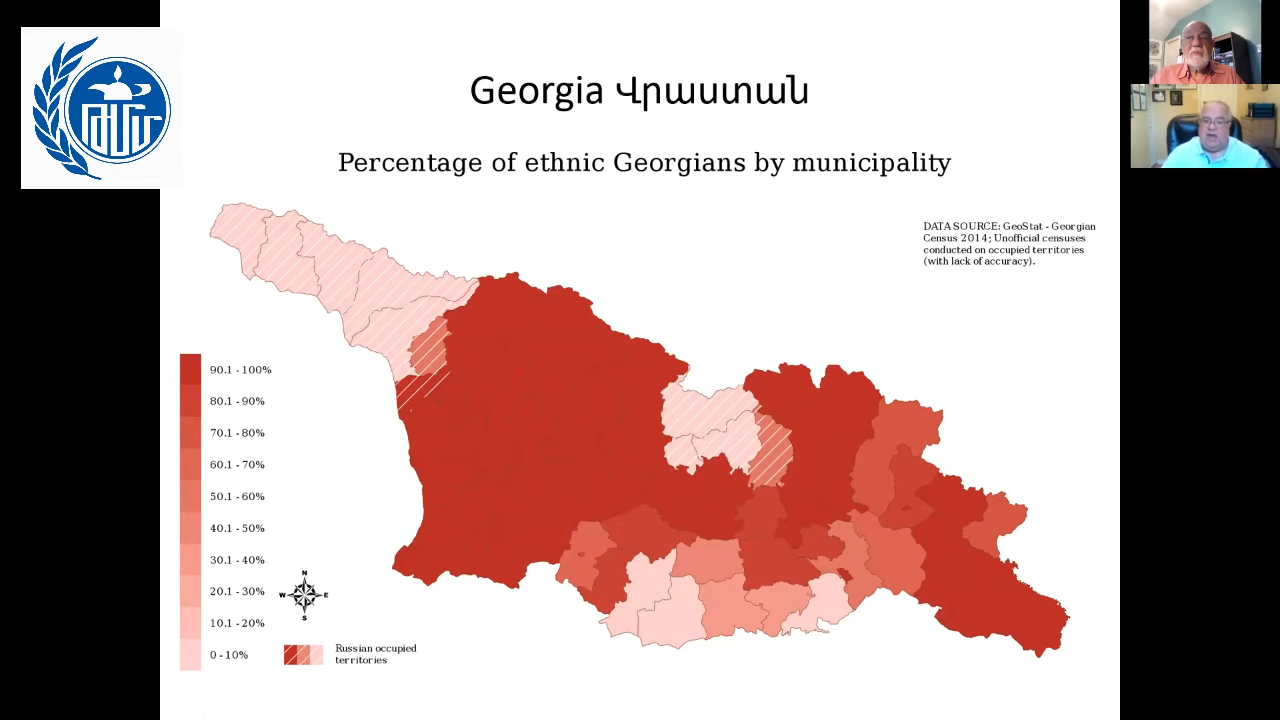 Georgia Վրաստան
Percentage of ethnic Georgians by municipality
DATA SOURCE: GeoStat - Georgian
Census 2014; Unofficial censuses
conducted on occupied territories
(with lack of accuracy).
90.1 - 100%
80.1 - 90%
70.1 - 80%
60.1 - 70%
50.1 - 60%
40.1 - 50%
30.1 - 40%
20.1 - 30%
10.1 - 20%
0 - 10%
N
W E
S
Russian occupied
territories